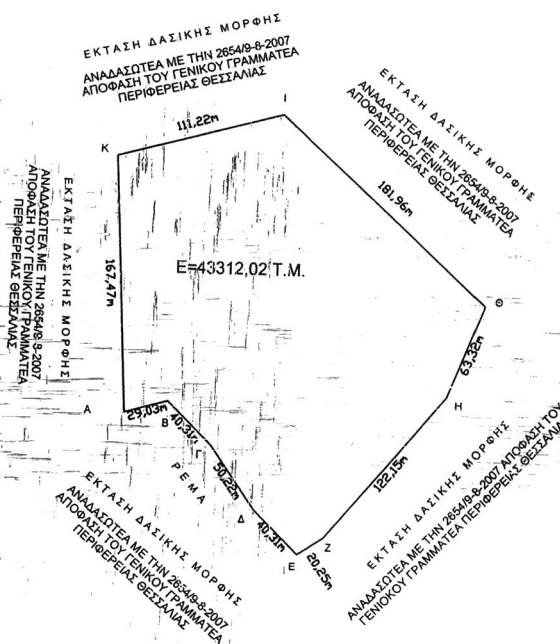 ΕΚΤΑΣΗ ΔΑΣΙΚΗΣ ΜΟΡΦΗΣ
ΑΝΑΔΑΣΩΤΕΑ ΜΕ ΤΗΝ 2654/9-8-2007
ΑΠΟΦΑΣΗ ΤΟΥ ΓΕΝΙΚΟΥ ΓΡΑΜΜΑΤΕΑ
ΠΕΡΙΦΕΡΕΙΑΣ ΘΕΣΣΑΛΙΑΣ
ΕΚΤΑΣΗ ΔΑΣΙΚΗΣ ΜΟΡΦΗΣ
ΑΝΑΔΑΣΩΤΕΑ ΜΕ ΤΗΝ 2654/9-8-2007
ΑΠΟΦΑΣΗ ΤΟΥ ΓΕΝΙΚΟΥ ΓΡΑΜΜΑΤΕΑ
ΠΕΡΙΦΕΡΕΙΑΣ ΘΕΣΣΑΛΙΑΣ
Ι
111,22m
Κ
181,96m
ΕΚΤΑΣΗ ΔΑΣΙΚΗΣ ΜΟΡΦΗΣ
ΑΝΑΔΑΣΩΤΕΑ ΜΕ ΤΗΝ 2654/9-8-2007
ΑΠΟΦΑΣΗ ΤΟΥ ΓΕΝΙΚΟΥ ΓΡΑΜΜΑΤΕΑ
ΠΕΡΙΦΕΡΕΙΑΣ ΘΕΣΣΑΛΙΑΣ
167,47m
Ε=43312,02 Τ.Μ.
Θ
63,32m
Η
Α
29,03m
Β
40,31m
Γ
ΡΕΜΑ
50,22m
Δ
40,31m
Ε
20,25m
Ζ
122,15m
ΕΚΤΑΣΗ ΔΑΣΙΚΗΣ ΜΟΡΦΗΣ
ΑΝΑΔΑΣΩΤΕΑ ΜΕ ΤΗΝ 2654/9-8-2007
ΑΠΟΦΑΣΗ ΤΟΥ ΓΕΝΙΚΟΥ ΓΡΑΜΜΑΤΕΑ
ΠΕΡΙΦΕΡΕΙΑΣ ΘΕΣΣΑΛΙΑΣ
ΕΚΤΑΣΗ ΔΑΣΙΚΗΣ ΜΟΡΦΗΣ
ΑΝΑΔΑΣΩΤΕΑ ΜΕ ΤΗΝ 2654/9-8-2007 ΑΠΟΦΑΣΗ ΤΟΥ
ΓΕΝΙΟΚΟΥ ΓΡΑΜΜΑΤΕΑ ΠΕΡΙΦΕΡΕΙΑΣ